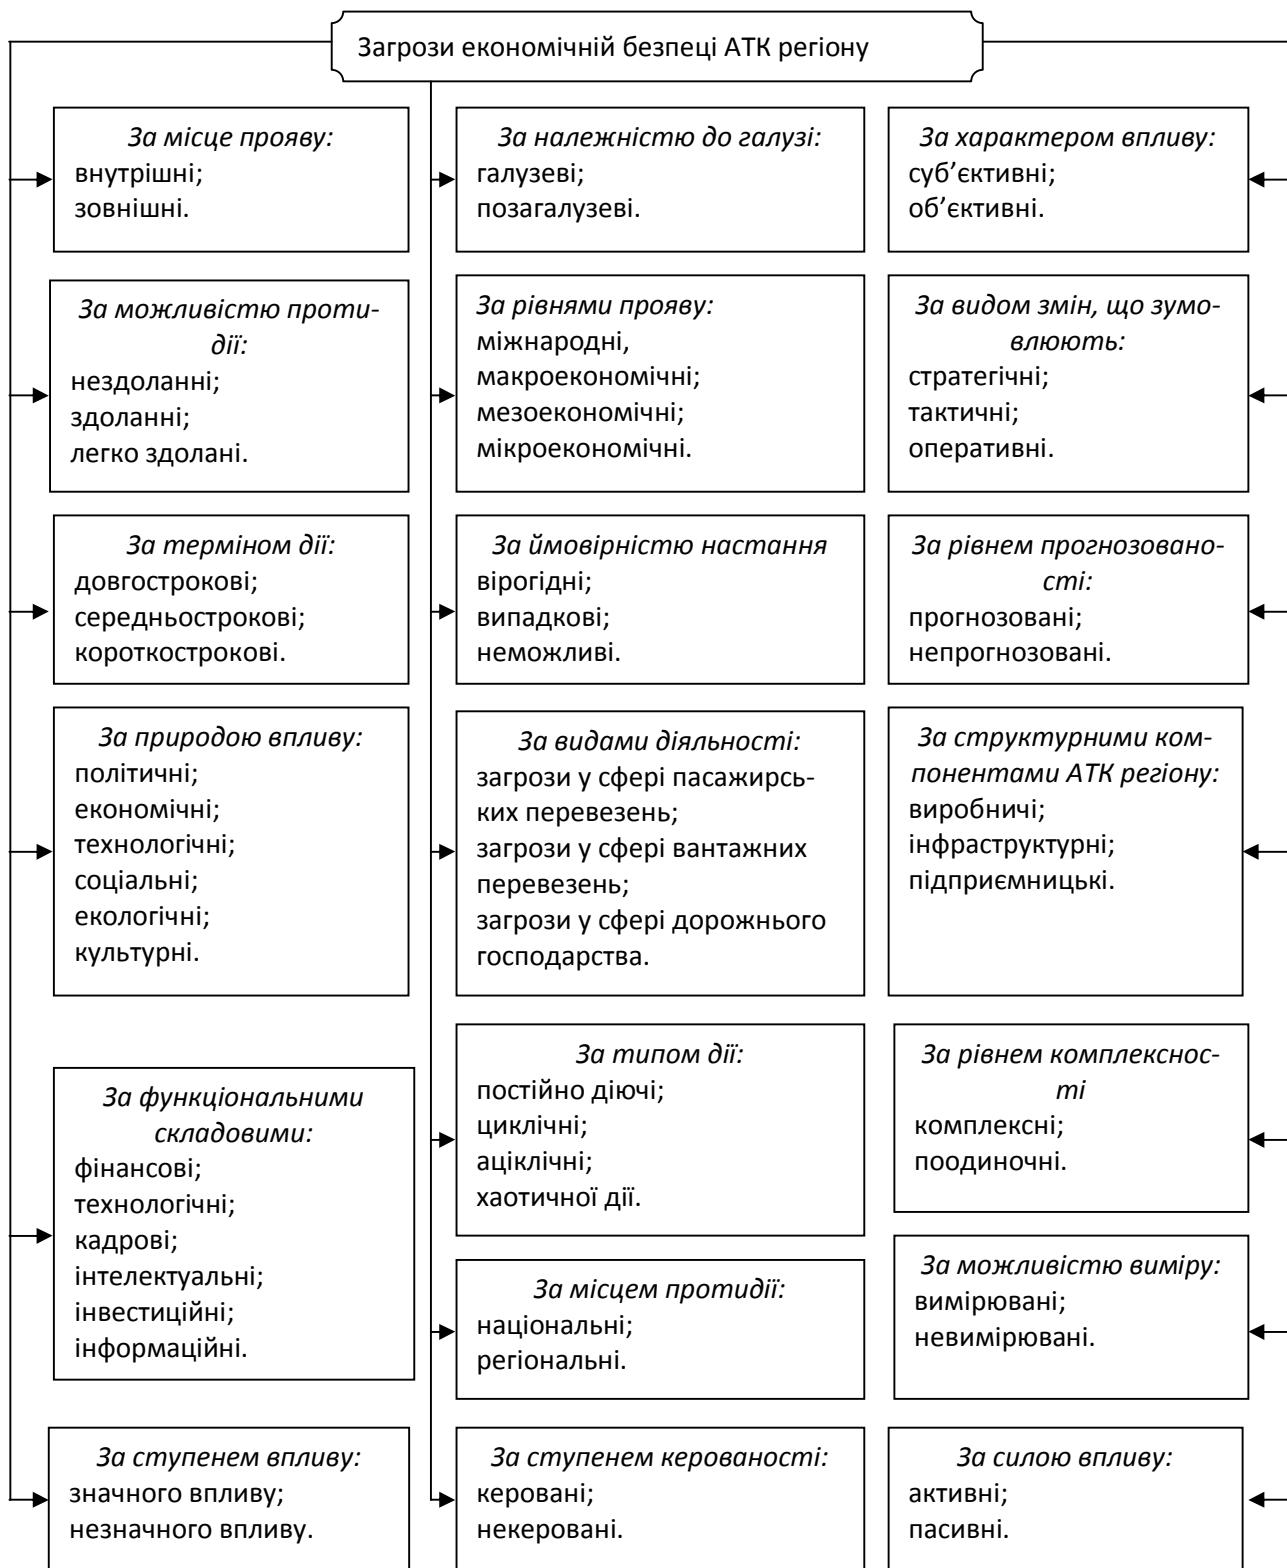 Загрози економічній безпеці АТК регіону
За місце прояву:
внутрішні;
зовнішні.
За можливістю проти-
дії:
нездоланні;
здоланні;
легко здолані.
За терміном дії:
довгострокові;
середньострокові;
короткострокові.
За природою впливу:
політичні;
економічні;
технологічні;
соціальні;
екологічні;
культурні.
За функціональними
складовими:
фінансові;
технологічні;
кадрові;
інтелектуальні;
інвестиційні;
інформаційні.
За ступенем впливу:
значного впливу;
незначного впливу.
За належністю до галузі:
галузеві;
позагалузеві.
За рівнями прояву:
міжнародні,
макроекономічні;
мезоекономічні;
мікроекономічні.
За ймовірністю настання
вірогідні;
випадкові;
неможливі.
За видами діяльності:
загрози у сфері пасажирсь-
ких перевезень;
загрози у сфері вантажних
перевезень;
загрози у сфері дорожнього
господарства.
За типом дії:
постійно діючі;
циклічні;
ациклічні;
хаотичної дії.
За місцем протидії:
національні;
регіональні.
За ступенем керованості:
керовані;
некеровані.
За характером впливу:
суб’єктивні;
об’єктивні.
За видом змін, що зумо-
влюють:
стратегічні;
тактичні;
оперативні.
За рівнем прогнозовано-
сті:
прогнозовані;
непрогнозовані.
За структурними ком-
понентами АТК регіону:
виробничі;
інфраструктурні;
підприємницькі.
За рівнем комплекснос-
ті
комплексні;
поодиночні.
За можливістю виміру:
вимірювані;
невимірювані.
За силою впливу:
активні;
пасивні.